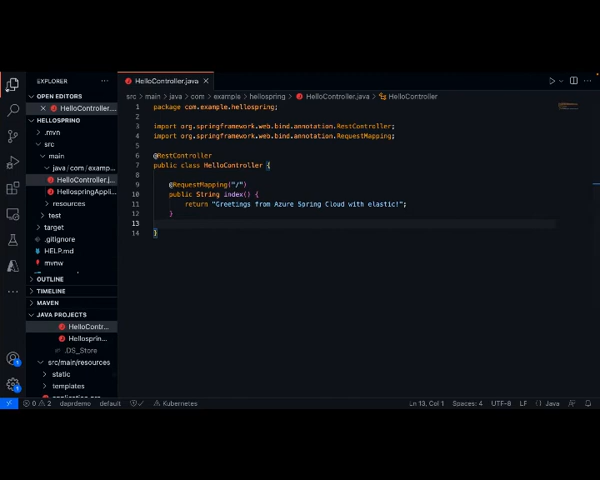 EXPLORER
OPEN EDITORS
HelloController...
HELLOSPRING
.mvn
src
main
java / com / examp...
HelloController.j...
HellospringAppli...
resources
test
target
.gitignore
HELP.md
mvnw
OUTLINE
TIMELINE
MAVEN
JAVA PROJECTS
HelloContr...
Hellosprin...
.DS_Store
src/main/resources
static
templates
HelloController.java
src > main > java > com > example > hellospring > HelloController.java > HelloController
1 package com.example.hellospring;
2
3 import org.springframework.web.bind.annotation.RestController;
4 import org.springframework.web.bind.annotation.RequestMapping;
5
6 @RestController
7 public class HelloController {
8
9 @RequestMapping("/")
10 public String index() {
11 return "Greetings from Azure Spring Cloud with elastic!";
12 }
13
14 }
0 2 daprdemo default Kubernetes Ln 13, Col 1 Spaces: 4 UTF-8 LF {} Java